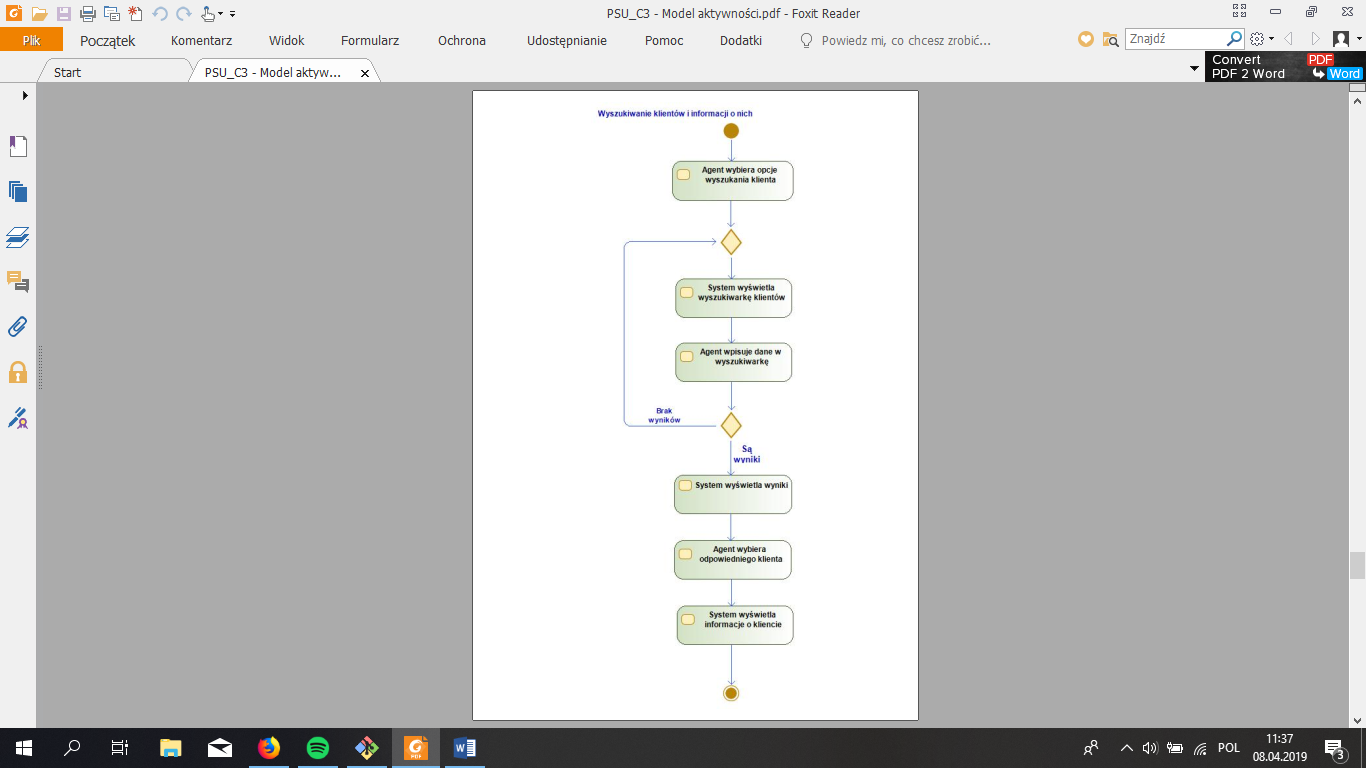 PSU_C3 - Model aktywności.pdf - Foxit Reader
Plik
Początek
Komentarz
Widok
Formularz
Ochrona
Udostępnianie
Pomoc
Dodatki
Powiedz mi, co chcesz zrobić...
Znajdź
Start
PSU_C3 - Model aktyw...
Convert PDF
PDF 2 Word Word
Wyszukiwanie klientów i informacji o nich
Agent wybiera opcje
wyszukania klienta
System wyświetla
wyszukiwarkę klientów
Agent wpisuje dane w
wyszukiwarkę
Brak
wyników
Są
wyniki
System wyświetla wyniki
Agent wybiera
odpowiedniego klienta
System wyświetla
informacje o kliencie
PDF
POL
11:37
08.04.2019
3